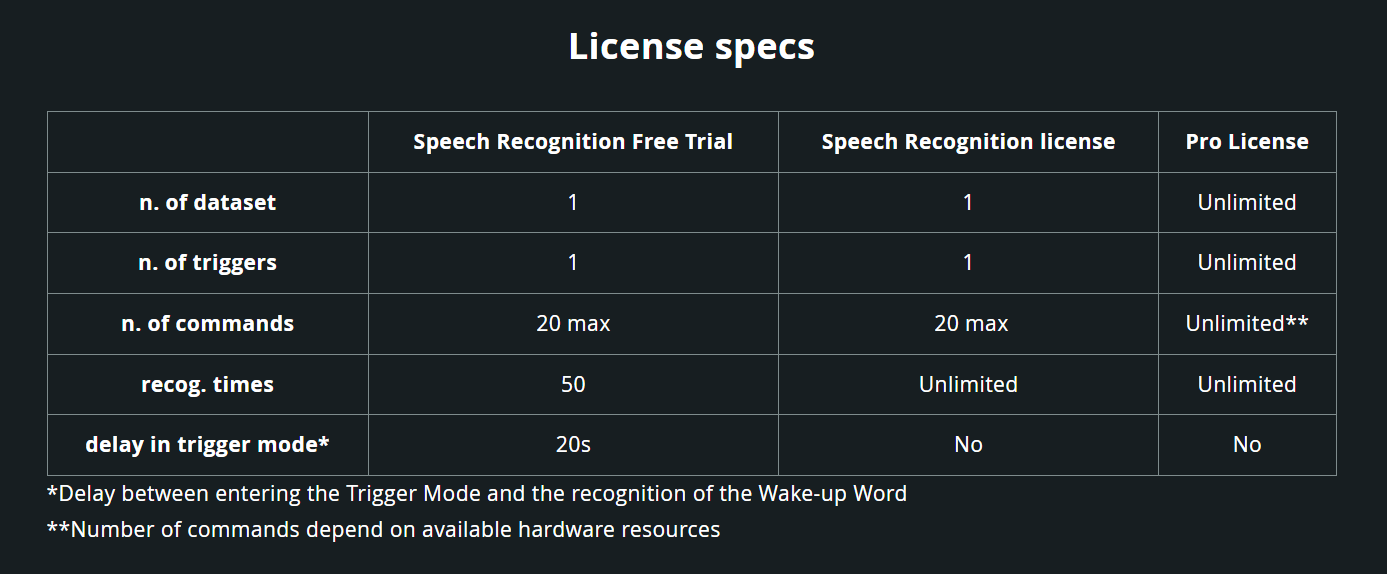 License specs
Speech Recognition Free Trial Speech Recognition license Pro License
n. of dataset 1 1 Unlimited
n. of triggers 1 1 Unlimited
n. of commands 20 max 20 max Unlimited**
recog. times 50 Unlimited Unlimited
delay in trigger mode* 20s No No
*Delay between entering the Trigger Mode and the recognition of the Wake-up Word
**Number of commands depend on available hardware resources